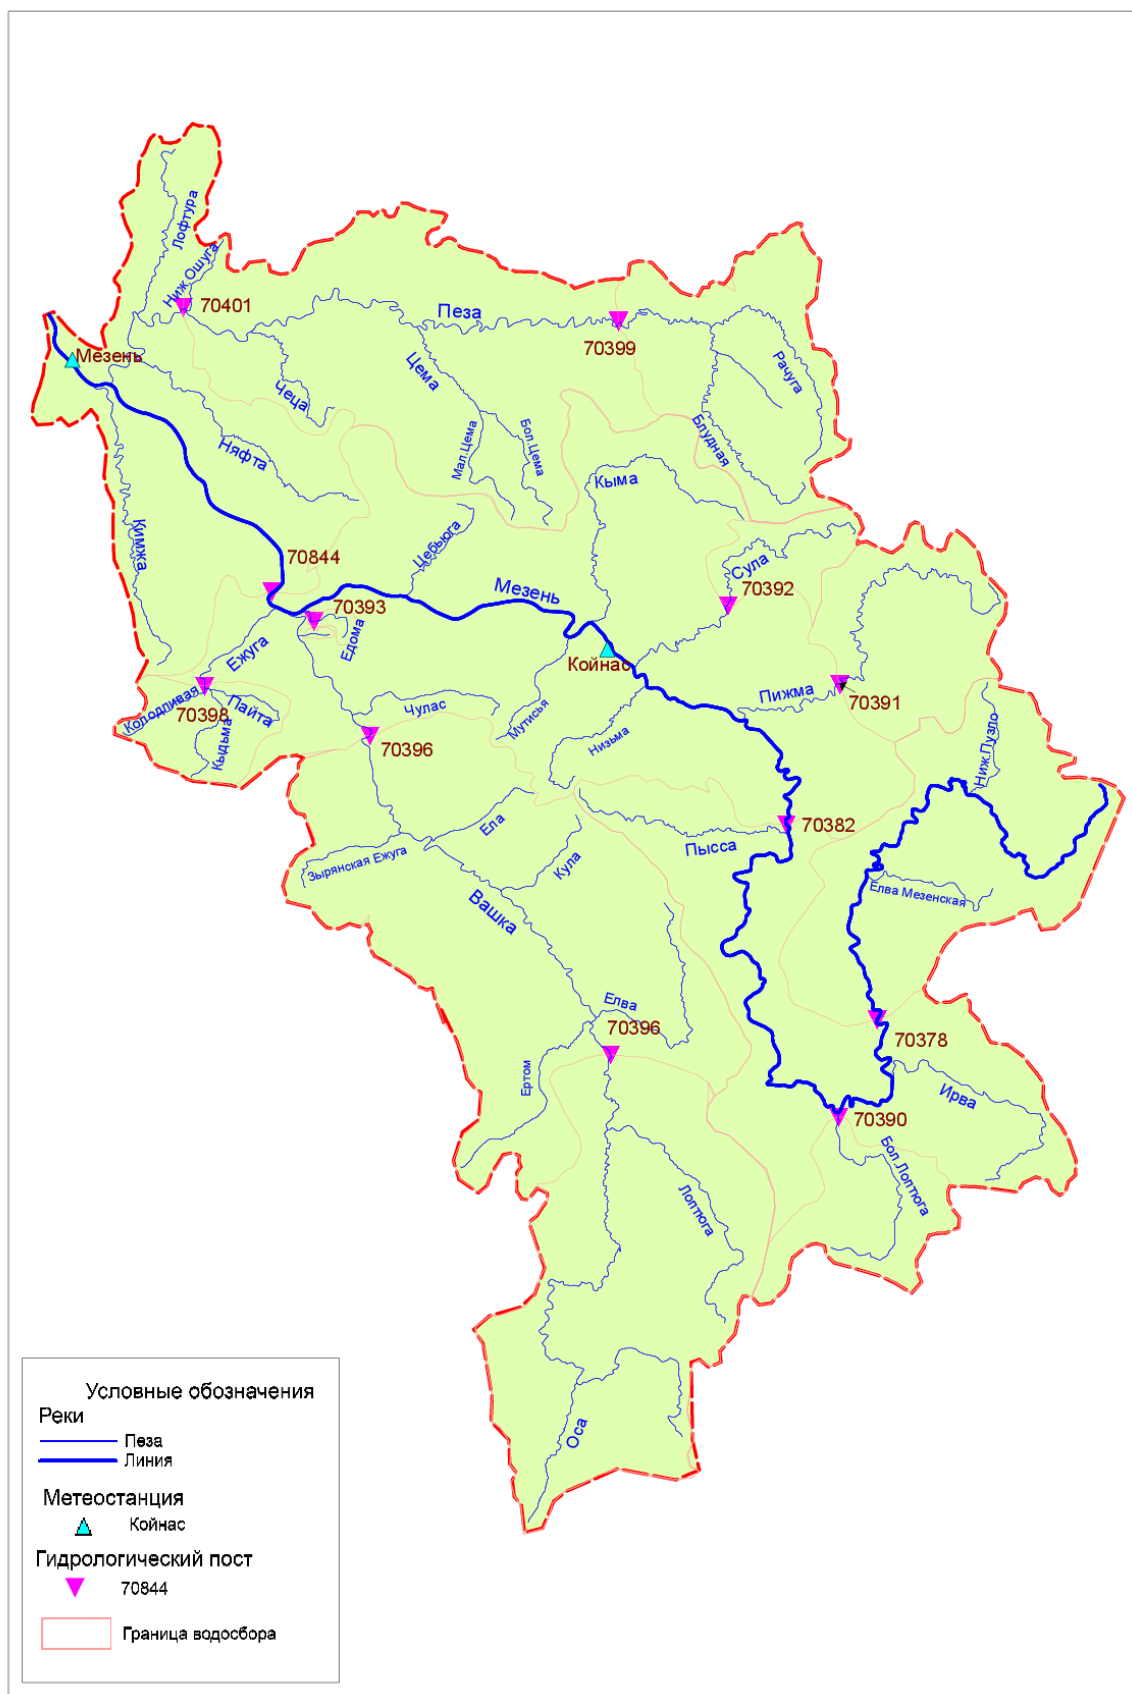 Лофтура
Ниж.Ошуга
70401
Пеза
70399
Мезень
Чеца
Цема
Рачуга
Няфта
Мал.Цема
Бол.Цема
Блудная
Кыма
Кимжа
Цебьюга
70844
Мезень
Сула
70392
70393
Едома
Ежуга
Койнас
Колодливая
Пайта
70398
Кыдьма
Чулас
70396
Мутисья
Низьма
Пижма
70391
Ниж.Пузло
70382
Пысса
Ела
Зырянская Ежуга
Кула
Вашка
Елва Мезенская
Елва
70396
70378
Ертом
Ирва
70390
Бол.Лоптюга
Лоптюга
Оса
Условные обозначения
Реки
Пеза
Линия
Метеостанция
Койнас
Гидрологический пост
70844
Граница водосбора